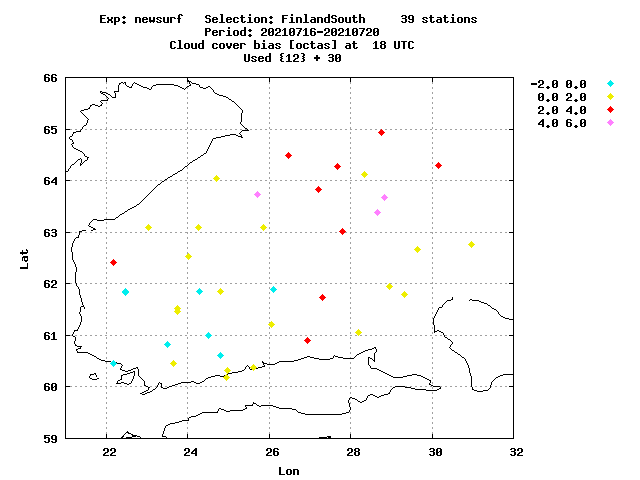 Exp: newsurf   Selection: FinlandSouth     39 stations
Period: 20210716-20210720
Cloud cover bias [octas] at  18 UTC
Used {12} + 30
-2.0 0.0
0.0 2.0
2.0 4.0
4.0 6.0
66
65
64
63
62
61
60
59
Lat
22 24 26 28 30 32
Lon